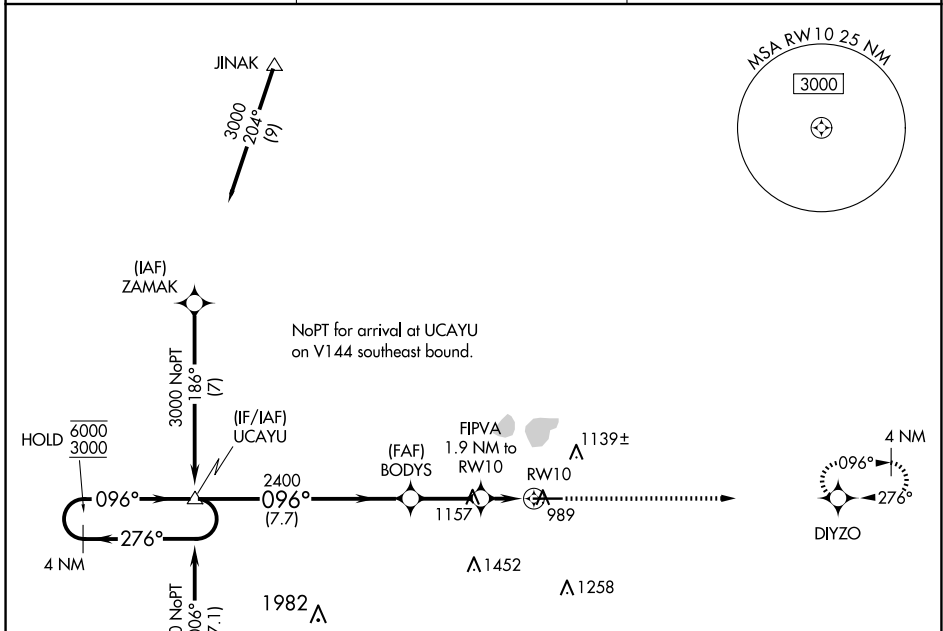 JINAK
3000
204°
(9)
MSA RW10 25 NM
3000
(IAF)
ZAMAK
3000 NoPT
186°
(7)
NoPT for arrival at UCAYU
on V144 southeast bound.
HOLD 6000
3000
(IF/IAF)
UCAYU
096°
276°
4 NM
2400
096°
(7.7)
(FAF)
BODYS
FIPVA
1.9 NM to
RW10
1157
RW10
989
1139±
4 NM
096°
276°
DIYZO
1452
1258
1982
NoPT